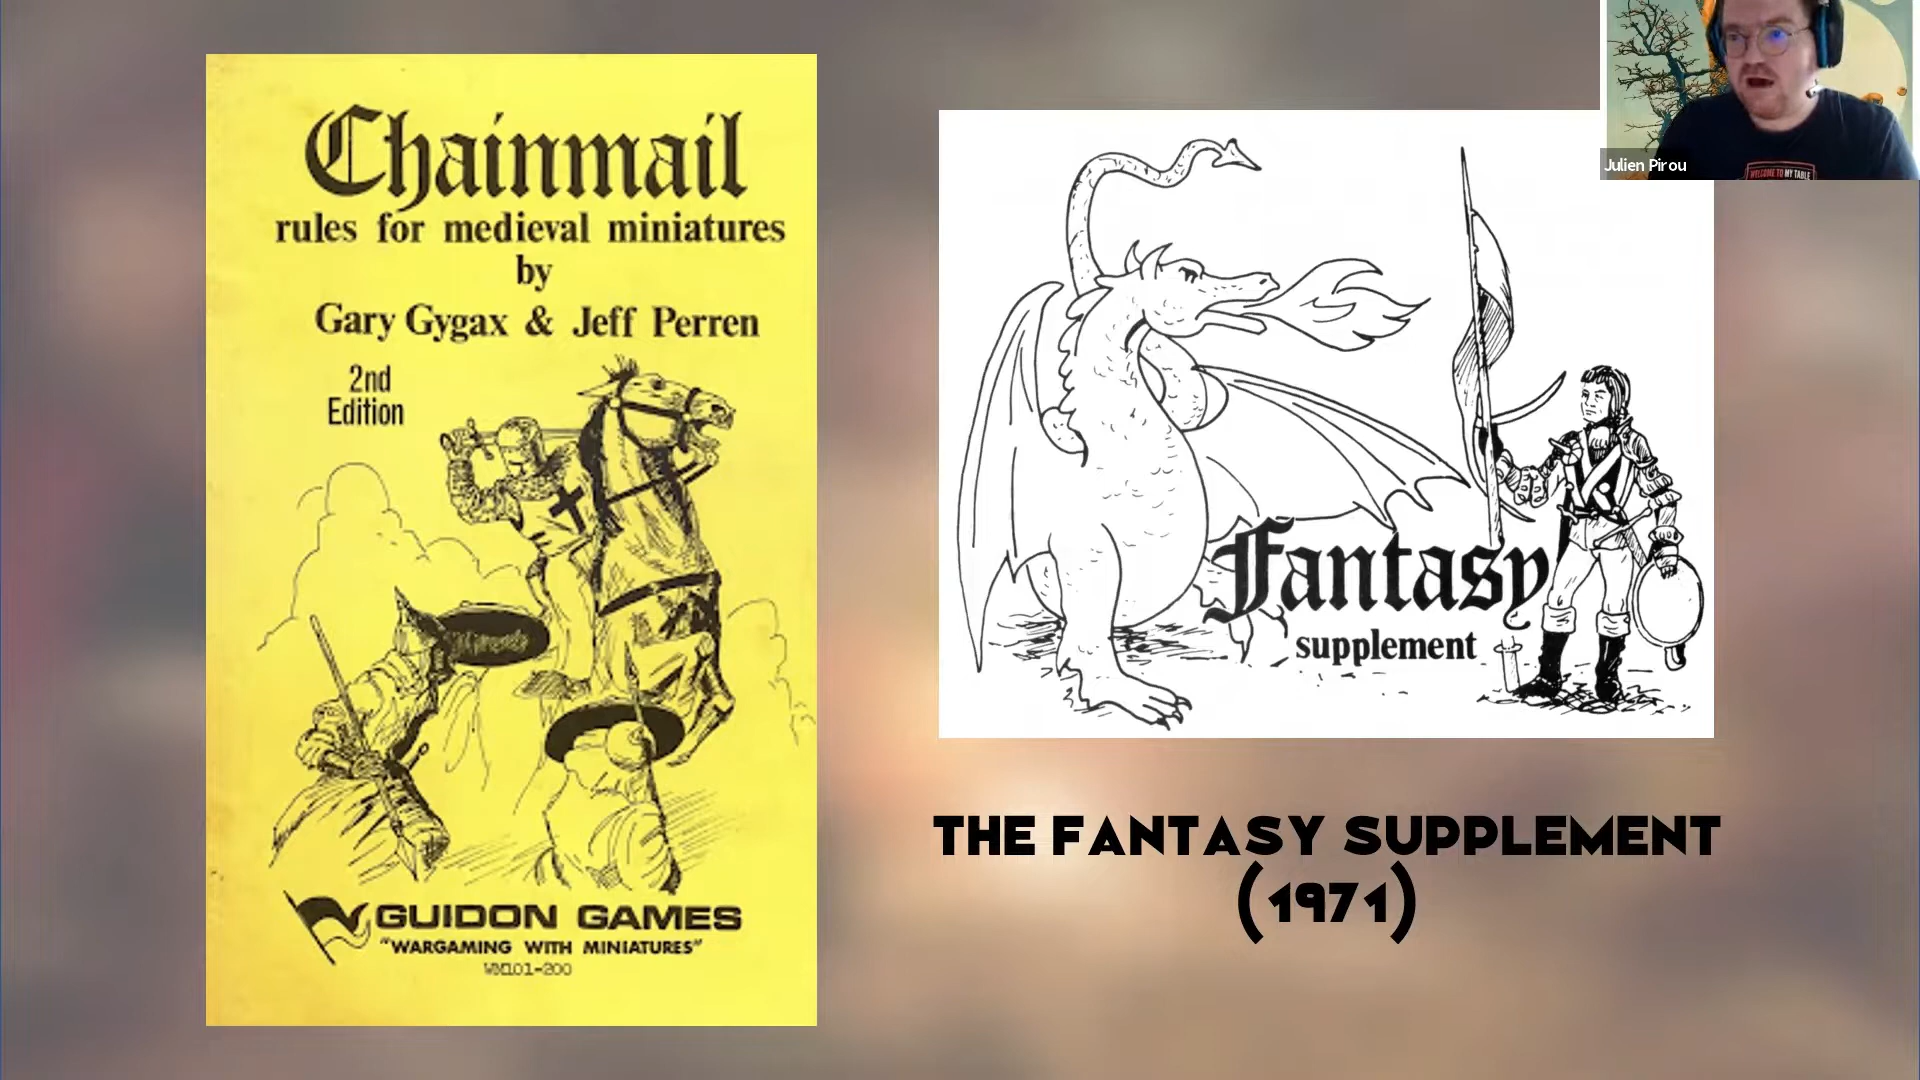 Chainmail
rules for medieval miniatures
by
Gary Gygax & Jeff Perren
2nd
Edition
GUIDON GAMES
"WARGAMING WITH MINIATURES"
WM101-200
Fantasy
supplement
THE FANTASY SUPPLEMENT
(1971)
Julien Pirou
WELCOME TO MY TABLE